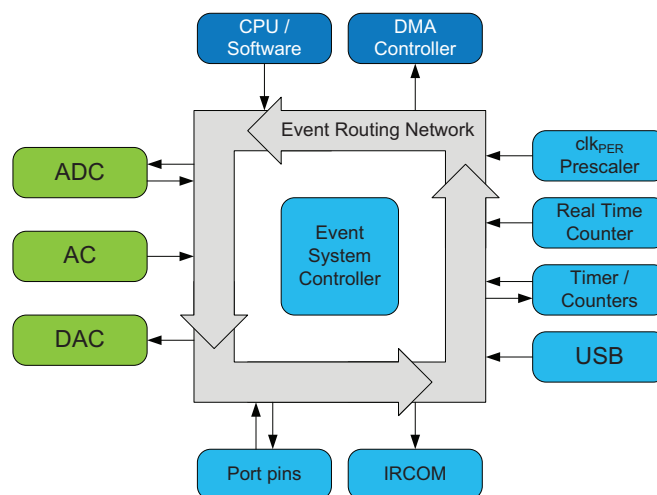 CPU /
Software
DMA
Controller
Event Routing Network
ADC
AC
DAC
Event
System
Controller
clkPER
Prescaler
Real Time
Counter
Timer /
Counters
USB
Port pins
IRCOM